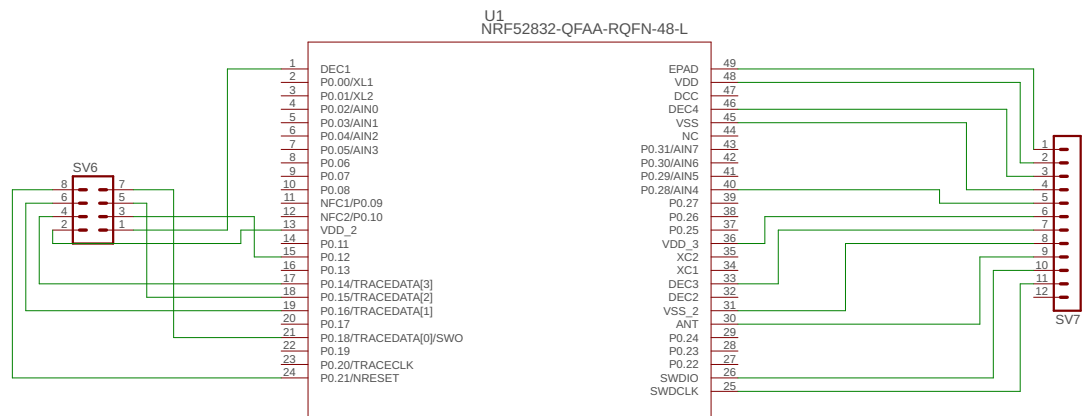 U1
NRF52832-QFAA-RQFN-48-L
1 DEC1 EPAD 49
2 P0.00/XL1 VDD 48
3 P0.01/XL2 DCC 47
4 P0.02/AIN0 DEC4 46
5 P0.03/AIN1 VSS 45
6 P0.04/AIN2 NC 44
7 P0.05/AIN3 P0.31/AIN7 43
8 P0.06 P0.30/AIN6 42
9 P0.07 P0.29/AIN5 41
10 P0.08 P0.28/AIN4 40
11 NFC1/P0.09 P0.27 39
12 NFC2/P0.10 P0.26 38
13 VDD_2 P0.25 37
14 P0.11 VDD_3 36
15 P0.12 XC2 35
16 P0.13 XC1 34
17 P0.14/TRACEDATA[3] DEC3 33
18 P0.15/TRACEDATA[2] DEC2 32
19 P0.16/TRACEDATA[1] VSS_2 31
20 P0.17 ANT 30
21 P0.18/TRACEDATA[0]/SWO P0.24 29
22 P0.19 P0.23 28
23 P0.20/TRACECLK P0.22 27
24 P0.21/NRESET SWDIO 26
SWDCLK 25
SV6
8 7
6 5
4 3
2 1
1
2
3
4
5
6
7
8
9
10
11
12
SV7